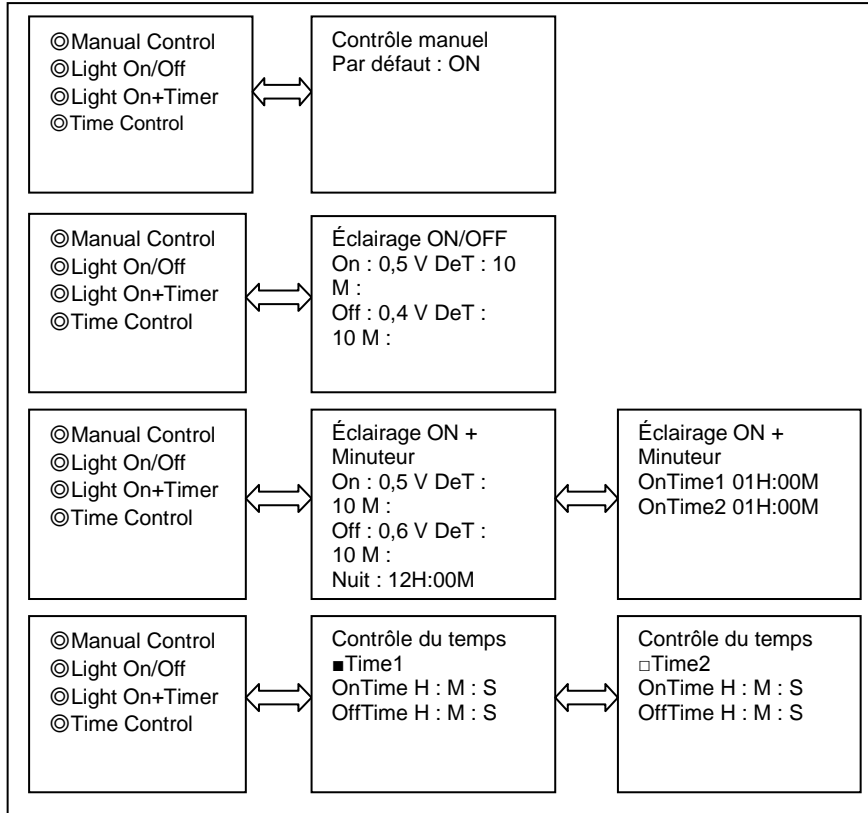 ◎Manual Control
◎Light On/Off
◎Light On+Timer
◎Time Control
Contrôle manuel
Par défaut : ON
◎Manual Control
◎Light On/Off
◎Light On+Timer
◎Time Control
Éclairage ON/OFF
On : 0,5 V DeT : 10
M :
Off : 0,4 V DeT :
10 M :
◎Manual Control
◎Light On/Off
◎Light On+Timer
◎Time Control
Éclairage ON +
Minuteur
On : 0,5 V DeT :
10 M :
Off : 0,6 V DeT :
10 M :
Nuit : 12H:00M
Éclairage ON +
Minuteur
OnTime1 01H:00M
OnTime2 01H:00M
◎Manual Control
◎Light On/Off
◎Light On+Timer
◎Time Control
Contrôle du temps
■Time1
OnTime H : M : S
OffTime H : M : S
Contrôle du temps
□Time2
OnTime H : M : S
OffTime H : M : S